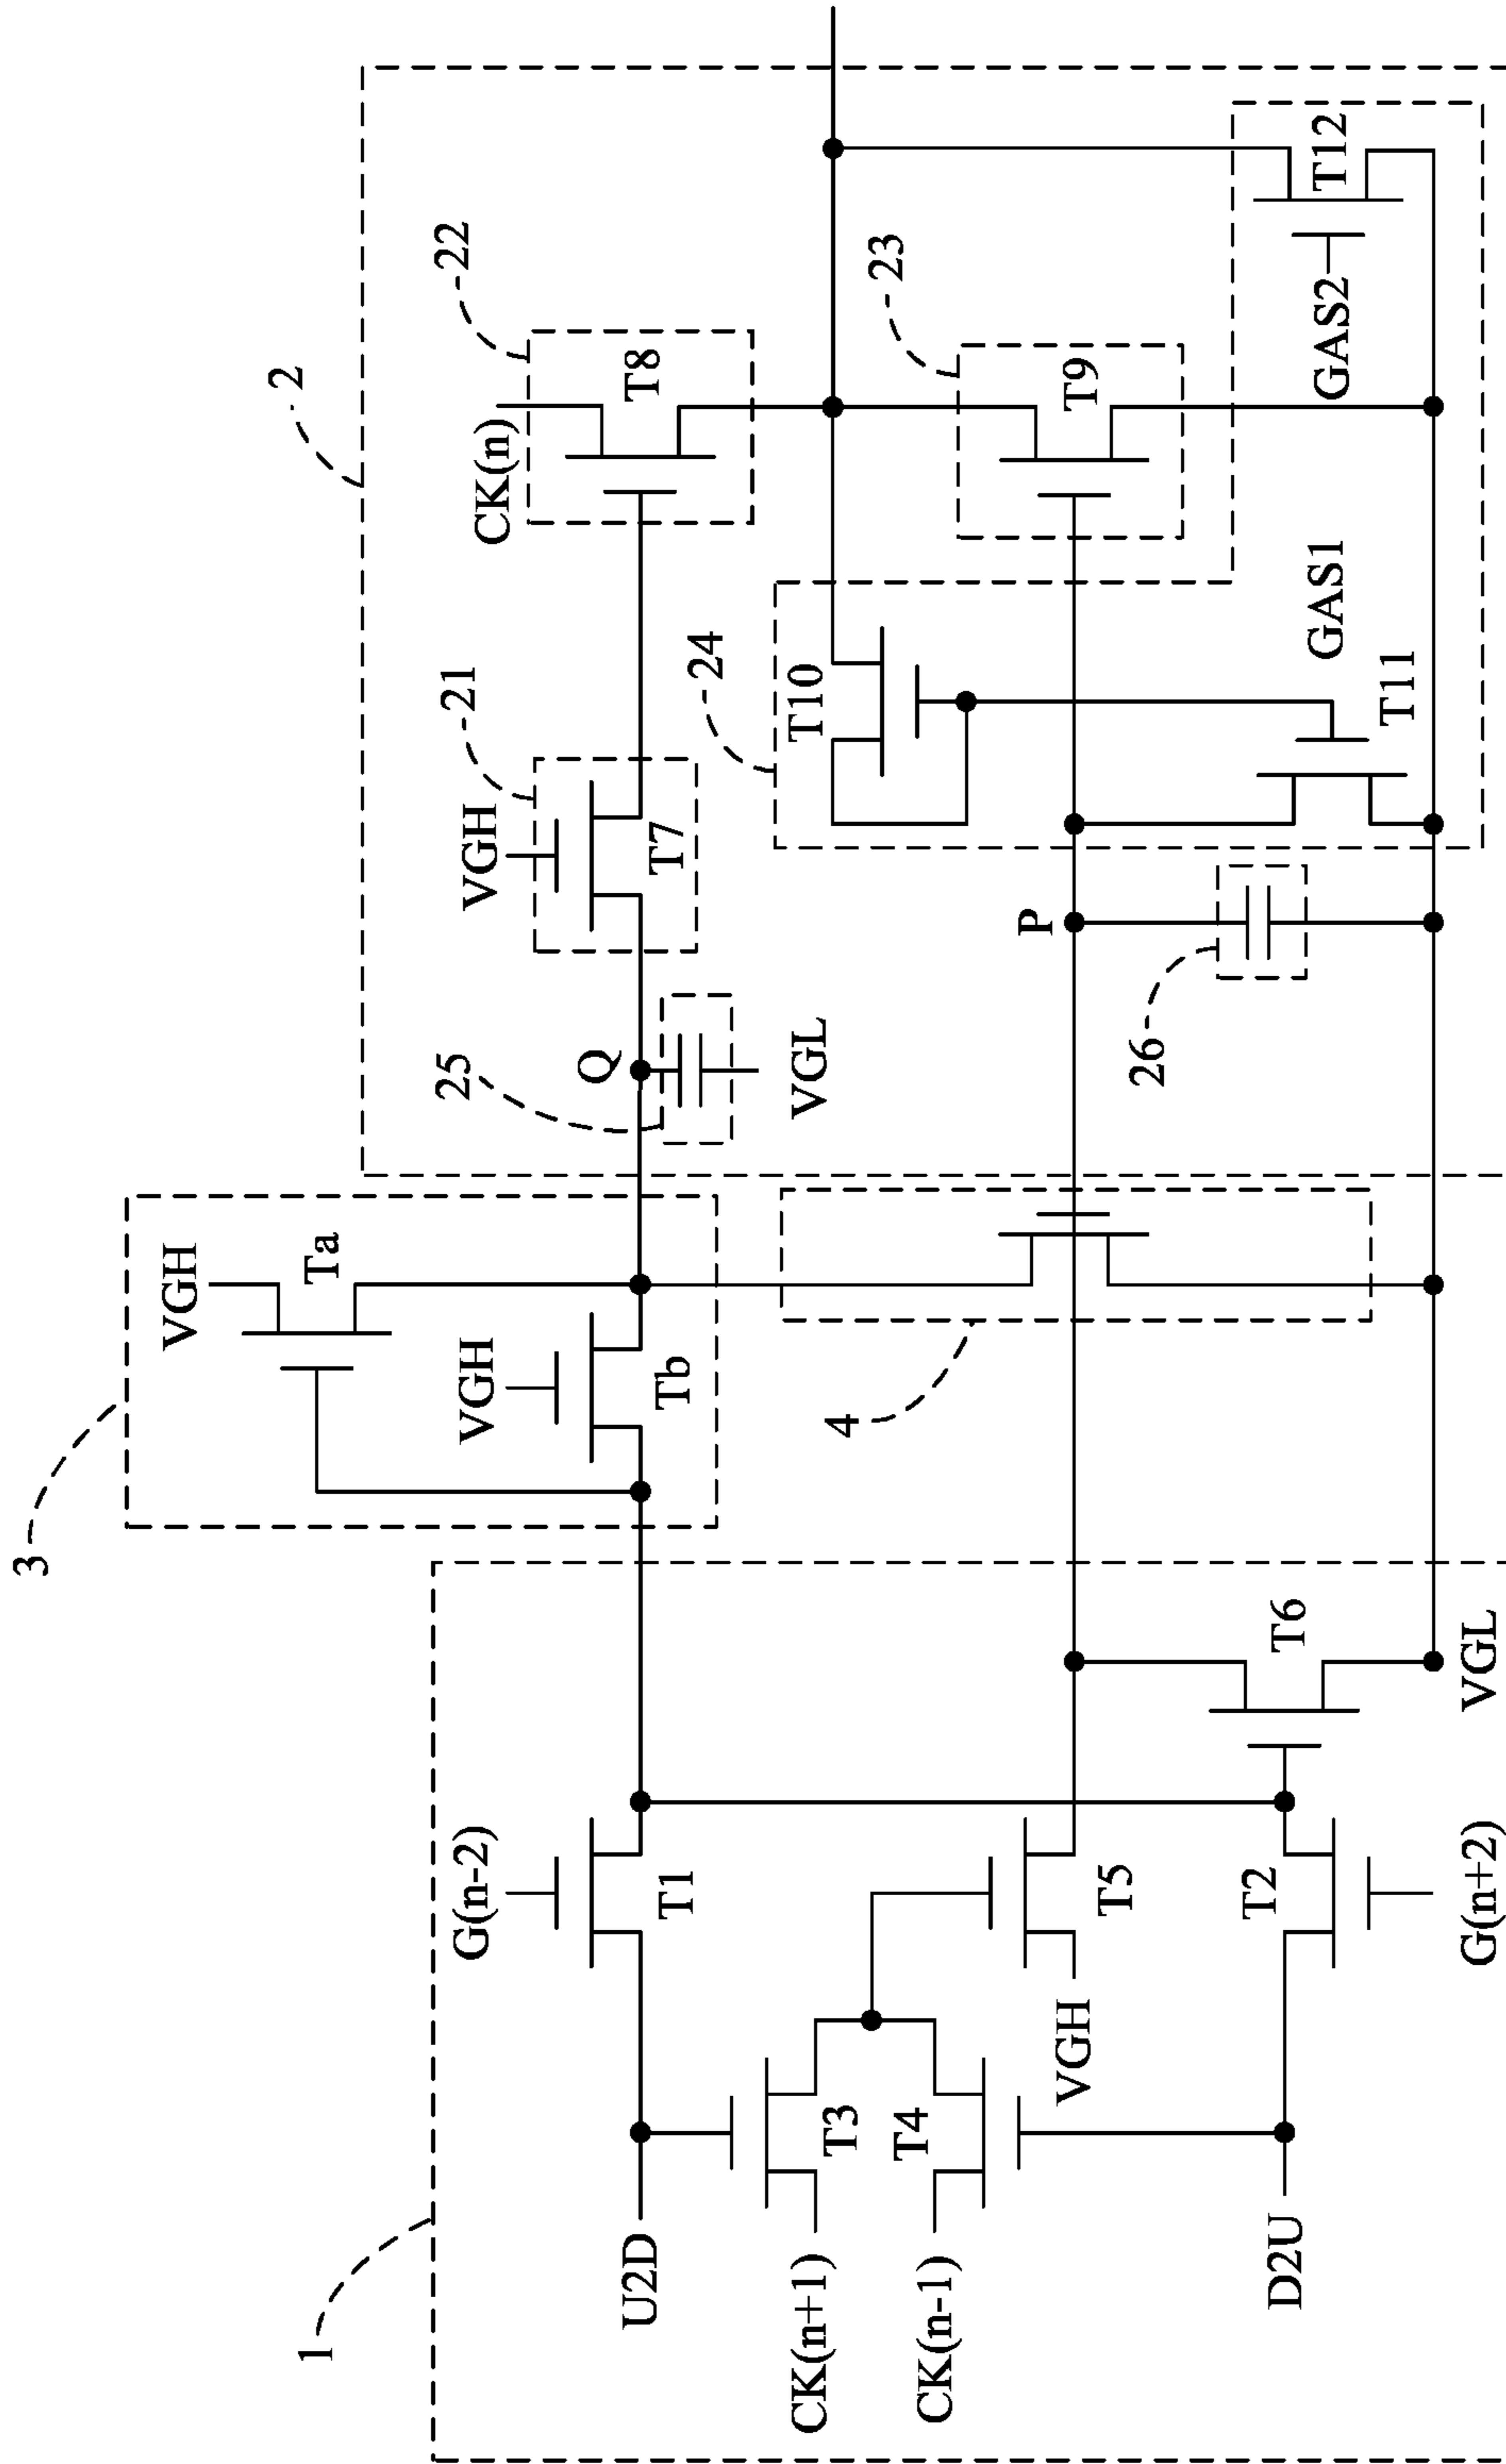 3
VGH
Ta
VGH
Tb
1
G(n-2)
T1
U2D
CK(n+1)
T3
CK(n-1)
T4
VGH
T5
D2U
T2
G(n+2)
T6
VGL
4
2
25
Q
VGL
VGH
21
T7
CK(n)
22
T8
24
T10
23
T9
P
26
GAS1
T11
GAS2
T12